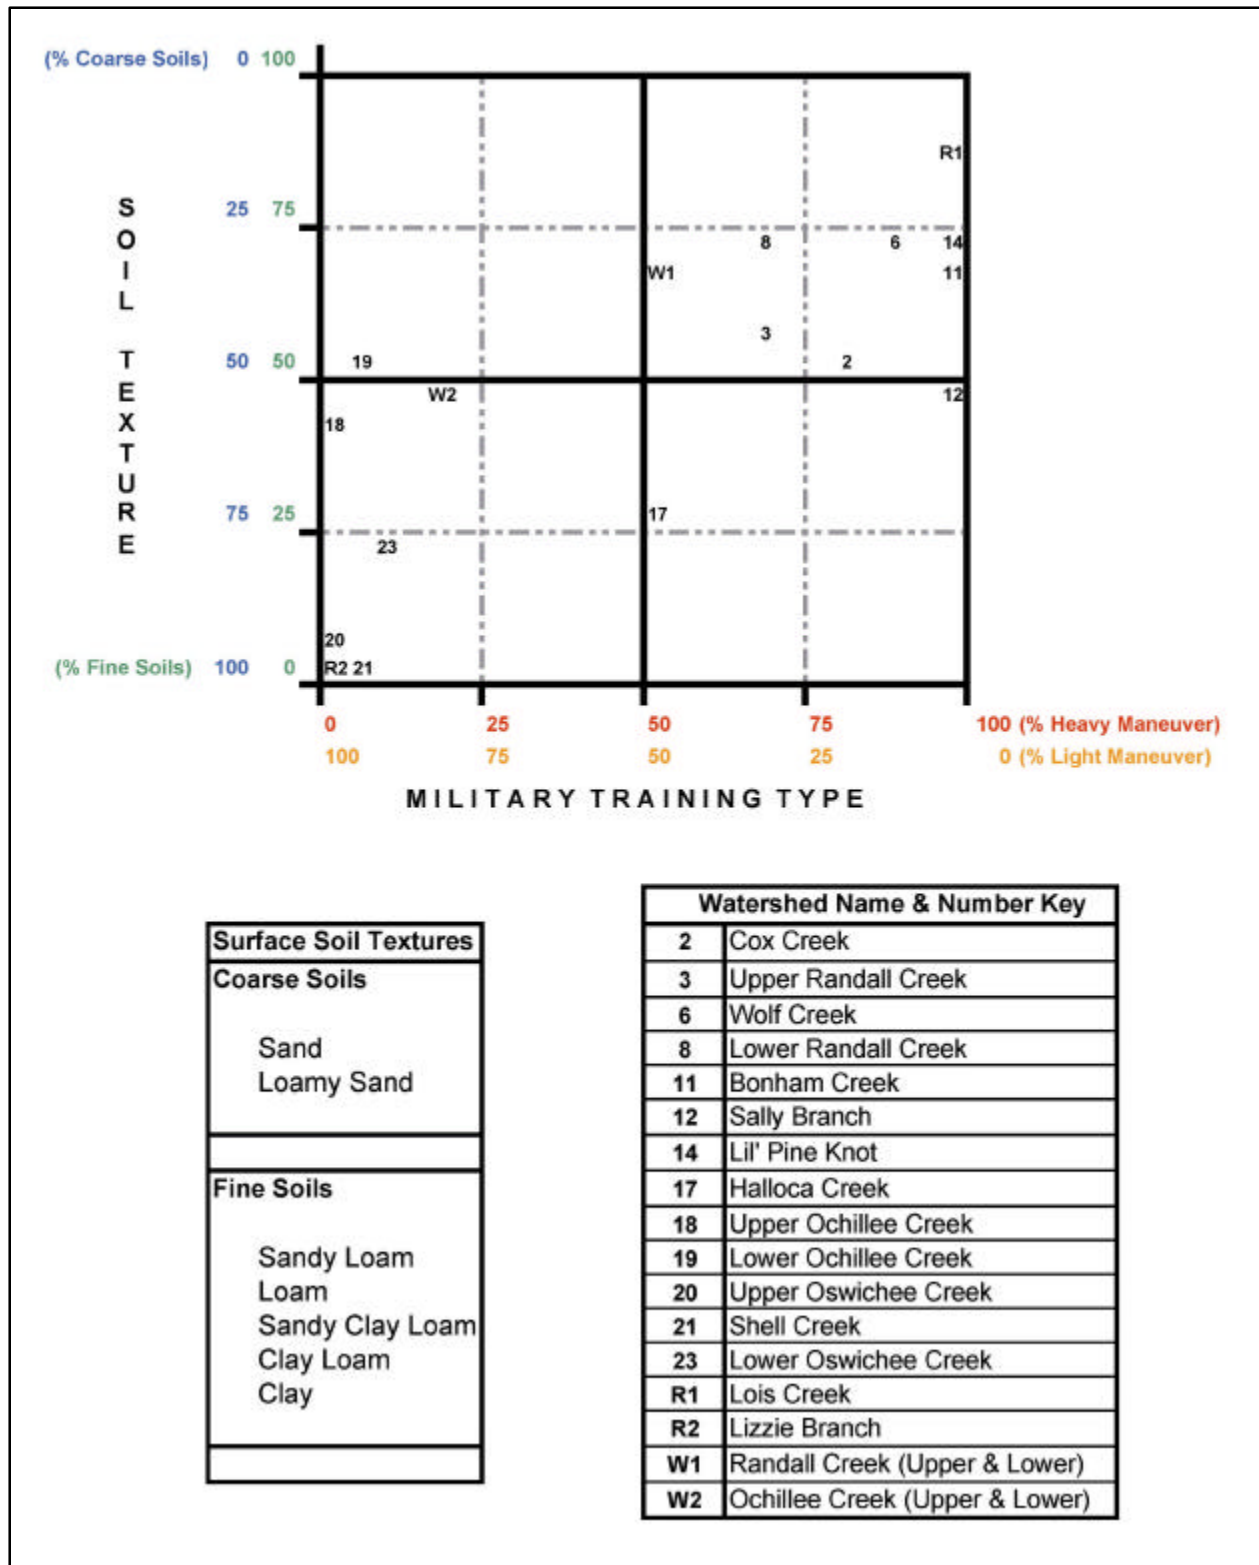 (% Coarse Soils) 0 100
R1
25 75
8 6 14
W1 11
3
50 50 19 2
W2 12
18
75 25 17
23
20
(% Fine Soils) 100 0 R2 21
SOIL TEXTURE
0 25 50 75 100 (% Heavy Maneuver)
100 75 50 25 0 (% Light Maneuver)
MILITARY TRAINING TYPE
Surface Soil Textures
Coarse Soils
Sand
Loamy Sand
Fine Soils
Sandy Loam
Loam
Sandy Clay Loam
Clay Loam
Clay
Watershed Name & Number Key
2 Cox Creek
3 Upper Randall Creek
6 Wolf Creek
8 Lower Randall Creek
11 Bonham Creek
12 Sally Branch
14 Lil' Pine Knot
17 Halloca Creek
18 Upper Ochillee Creek
19 Lower Ochillee Creek
20 Upper Oswichee Creek
21 Shell Creek
23 Lower Oswichee Creek
R1 Lois Creek
R2 Lizzie Branch
W1 Randall Creek (Upper & Lower)
W2 Ochillee Creek (Upper & Lower)